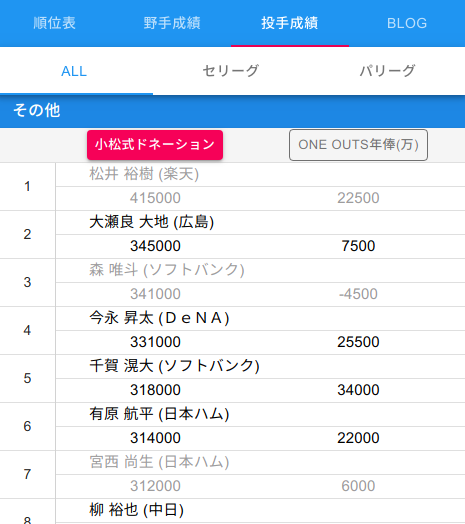 順位表 野手成績 投手成績 BLOG
ALL セリーグ パリーグ
その他
小松式ドネーション ONE OUTS年俸(万)
1 松井 裕樹 (楽天)
415000 22500
2 大瀬良 大地 (広島)
345000 7500
3 森 唯斗 (ソフトバンク)
341000 -4500
4 今永 昇太 (ＤｅＮＡ)
331000 25500
5 千賀 滉大 (ソフトバンク)
318000 34000
6 有原 航平 (日本ハム)
314000 22000
7 宮西 尚生 (日本ハム)
312000 6000
8 柳 裕也 (中日)